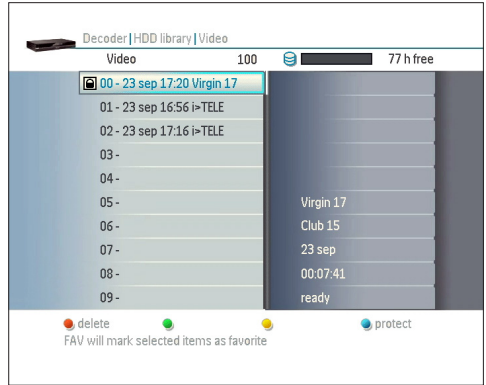 Decoder | HDD library | Video
Video 100 77 h free
00 - 23 sep 17:20 Virgin 17
01 - 23 sep 16:56 i>TELE
02 - 23 sep 17:16 i>TELE
03 -
04 -
05 - Virgin 17
06 - Club 15
07 - 23 sep
08 - 00:07:41
09 - ready
delete protect
FAV will mark selected items as favorite